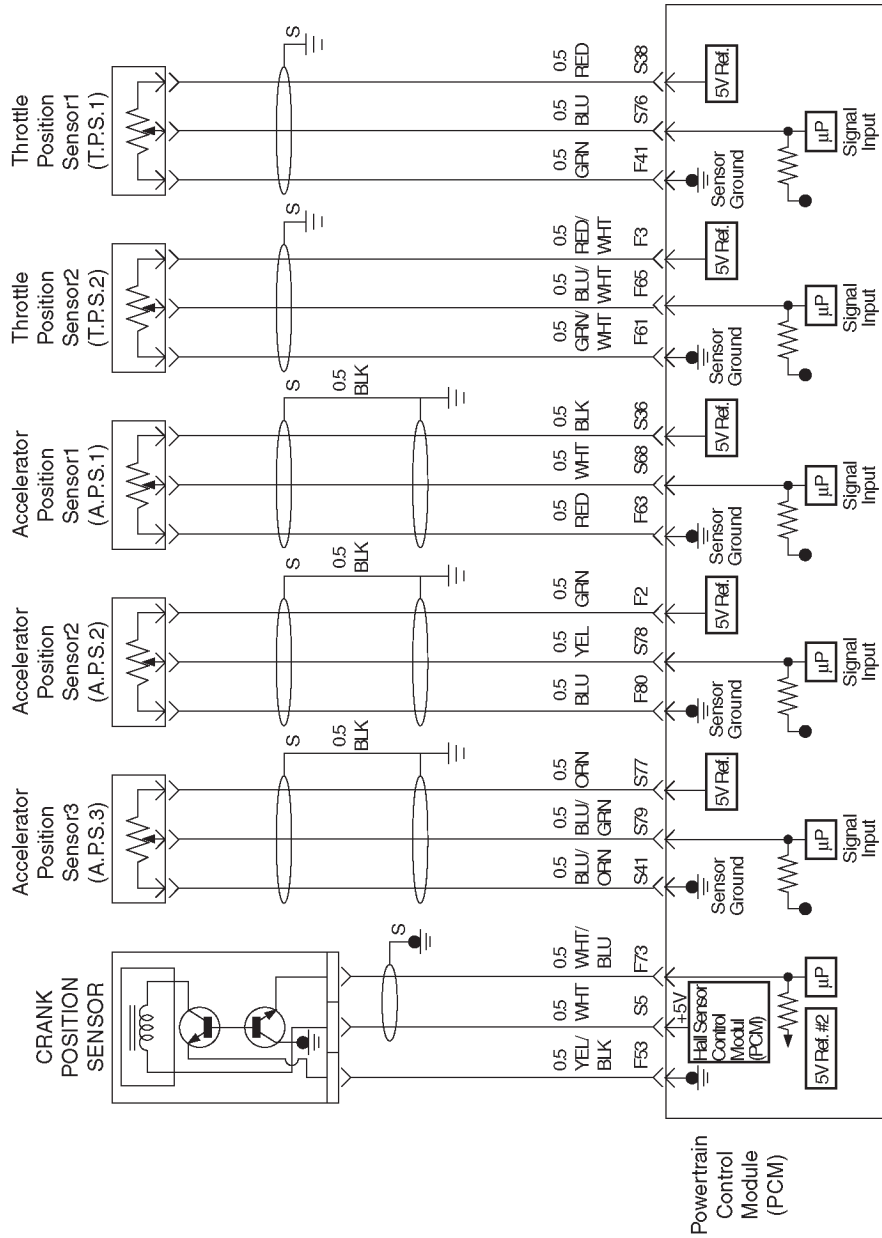 CRANK
POSITION
SENSOR
Accelerator
Position
Sensor3
(A.P.S.3)
Accelerator
Position
Sensor2
(A.P.S.2)
Accelerator
Position
Sensor1
(A.P.S.1)
Throttle
Position
Sensor2
(T.P.S.2)
Throttle
Position
Sensor1
(T.P.S.1)
S
S
0.5
BLK
S
0.5
BLK
S
0.5
BLK
S
S
0.5
YEL/
BLK
F53
0.5
WHT
S5
0.5
WHT/
BLU
F73
0.5
BLU/
ORN
S41
0.5
BLU/
GRN
S79
0.5
ORN
S77
0.5
BLU
F80
0.5
YEL
S78
0.5
GRN
F2
0.5
RED
F63
0.5
WHT
S68
0.5
BLK
S36
0.5
GRN/
WHT
F61
0.5
BLU/
WHT
F65
0.5
RED/
WHT
F3
0.5
GRN
F41
0.5
BLU
S76
0.5
RED
S38
Powertrain
Control
Module
(PCM)
+5V
Hall Sensor
Control
Modul
(PCM)
5V Ref. #2
µP
Sensor
Ground
5V Ref.
µP
Signal
Input
Sensor
Ground
5V Ref.
µP
Signal
Input
Sensor
Ground
5V Ref.
µP
Signal
Input
Sensor
Ground
5V Ref.
µP
Signal
Input
Sensor
Ground
5V Ref.
µP
Signal
Input